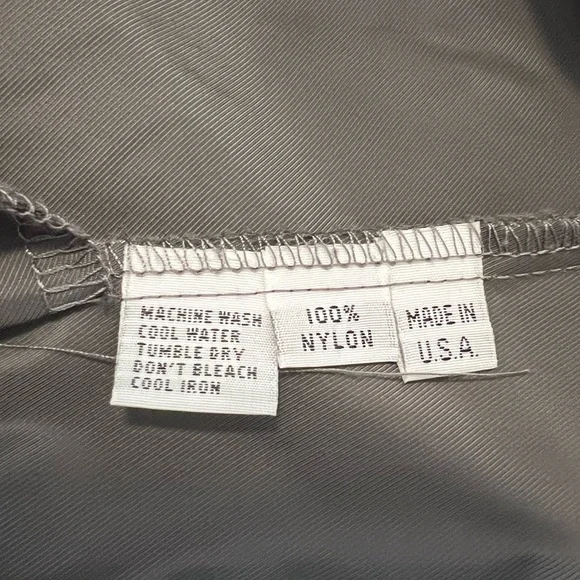 MACHINE WASH
COOL WATER
TUMBLE DRY
DON'T BLEACH
COOL IRON
100%
NYLON
MADE IN
U.S.A.